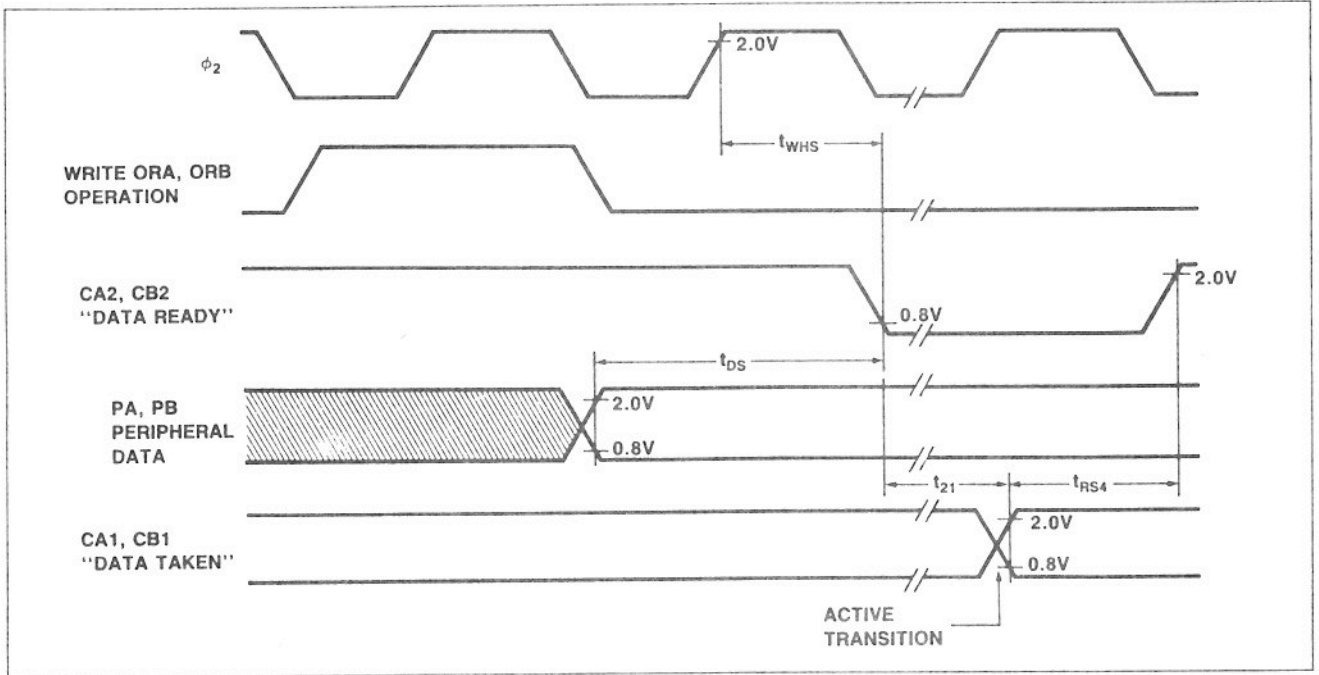 ϕ2
2.0V
tWHS
WRITE ORA, ORB
OPERATION
CA2, CB2
"DATA READY"
2.0V
0.8V
tDS
PA, PB
PERIPHERAL
DATA
2.0V
0.8V
t21
tRS4
CA1, CB1
"DATA TAKEN"
2.0V
0.8V
ACTIVE
TRANSITION